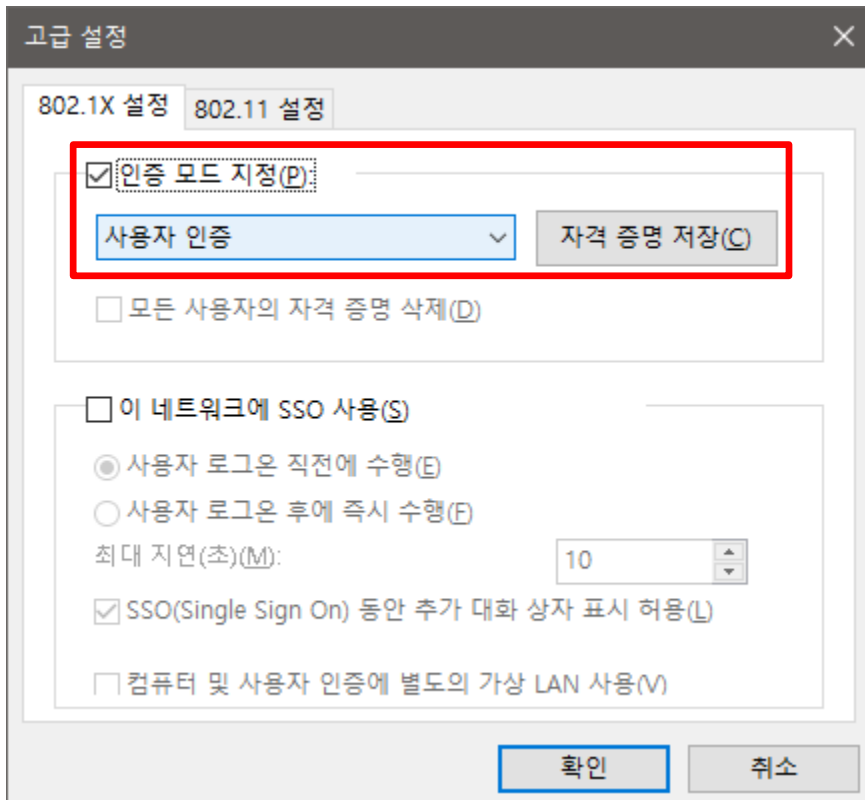 고급 설정
802.1X 설정 802.11 설정
인증 모드 지정(P):
사용자 인증 자격 증명 저장(C)
모든 사용자의 자격 증명 삭제(D)
이 네트워크에 SSO 사용(S)
사용자 로그온 직전에 수행(E)
사용자 로그온 후에 즉시 수행(F)
최대 지연(초)(M): 10
SSO(Single Sign On) 동안 추가 대화 상자 표시 허용(L)
컴퓨터 및 사용자 인증에 별도의 가상 LAN 사용(V)
확인 취소